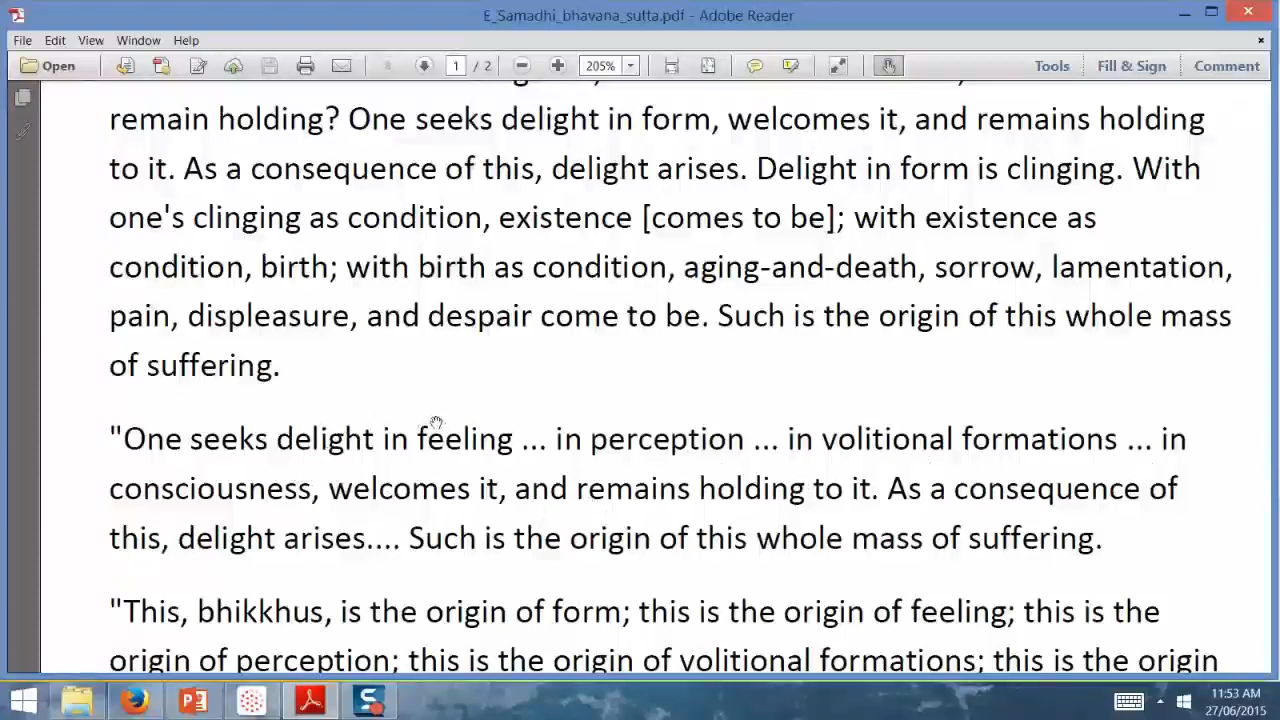 E_Samadhi_bhavana_sutta.pdf - Adobe Reader
File Edit View Window Help
Open 1 / 2 205% Tools Fill & Sign Comment
remain holding? One seeks delight in form, welcomes it, and remains holding
to it. As a consequence of this, delight arises. Delight in form is clinging. With
one's clinging as condition, existence [comes to be]; with existence as
condition, birth; with birth as condition, aging-and-death, sorrow, lamentation,
pain, displeasure, and despair come to be. Such is the origin of this whole mass
of suffering.
"One seeks delight in feeling ... in perception ... in volitional formations ... in
consciousness, welcomes it, and remains holding to it. As a consequence of
this, delight arises.... Such is the origin of this whole mass of suffering.
"This, bhikkhus, is the origin of form; this is the origin of feeling; this is the
origin of perception; this is the origin of volitional formations; this is the origin
11:53 AM
27/06/2015